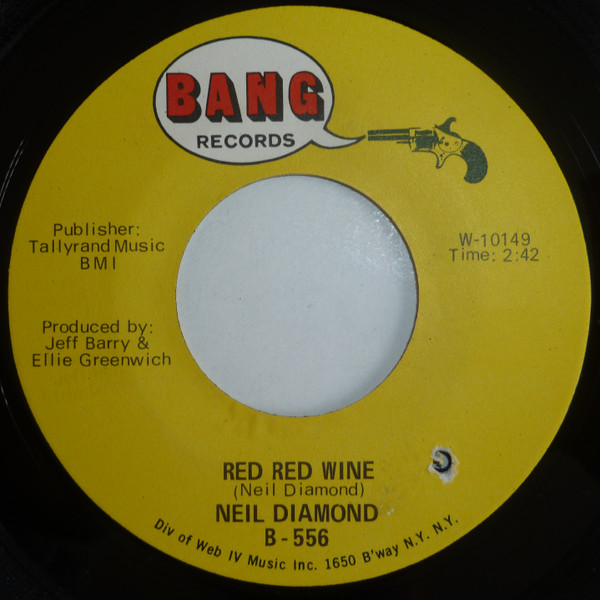 BANG
RECORDS
Publisher:
Tallyrand Music
BMI
W-10149
Time: 2:42
Produced by:
Jeff Barry &
Ellie Greenwich
RED RED WINE
(Neil Diamond)
NEIL DIAMOND
B-556
Div of Web IV Music Inc. 1650 B'way N.Y. N.Y.